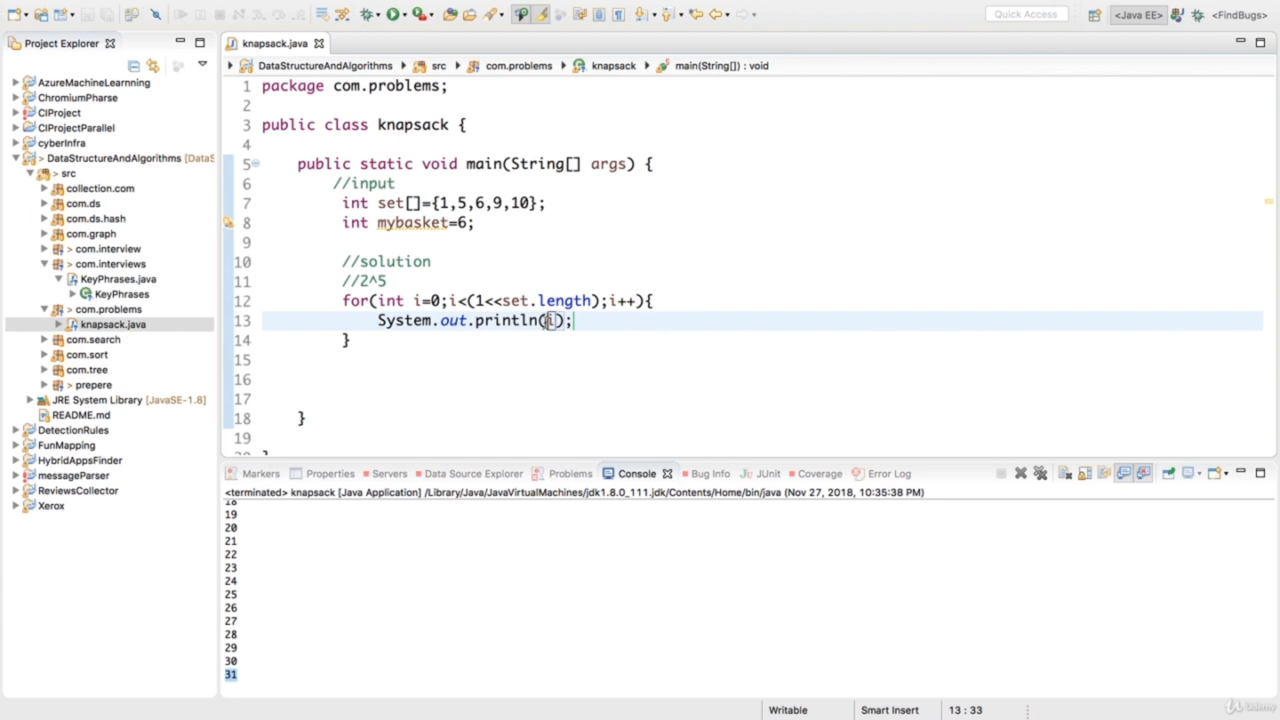 Quick Access
<Java EE>
<FindBugs>
Project Explorer
knapsack.java
AzureMachineLearnning
ChromiumPharse
CIProject
CIProjectParallel
cyberInfra
> DataStructureAndAlgorithms [DataS
> src
collection.com
com.ds
com.ds.hash
com.graph
> com.interview
> com.interviews
KeyPhrases.java
KeyPhrases
> com.problems
knapsack.java
com.search
com.sort
com.tree
> prepere
JRE System Library [JavaSE-1.8]
README.md
DetectionRules
FunMapping
HybridAppsFinder
messageParser
ReviewsCollector
Xerox
DataStructureAndAlgorithms src com.problems knapsack main(String[]) : void
1 package com.problems;
2
3 public class knapsack {
4
5 public static void main(String[] args) {
6 //input
7 int set[]={1,5,6,9,10};
8 int mybasket=6;
9
10 //solution
11 //2^5
12 for(int i=0;i<(1<<set.length);i++){
13 System.out.println(i);
14 }
15
16
17
18 }
19
Markers Properties Servers Data Source Explorer Problems Console Bug Info JUnit Coverage Error Log
<terminated> knapsack [Java Application] /Library/Java/JavaVirtualMachines/jdk1.8.0_111.jdk/Contents/Home/bin/java (Nov 27, 2018, 10:35:38 PM)
18
19
20
21
22
23
24
25
26
27
28
29
30
31
Writable Smart Insert 13 : 33
Udemy